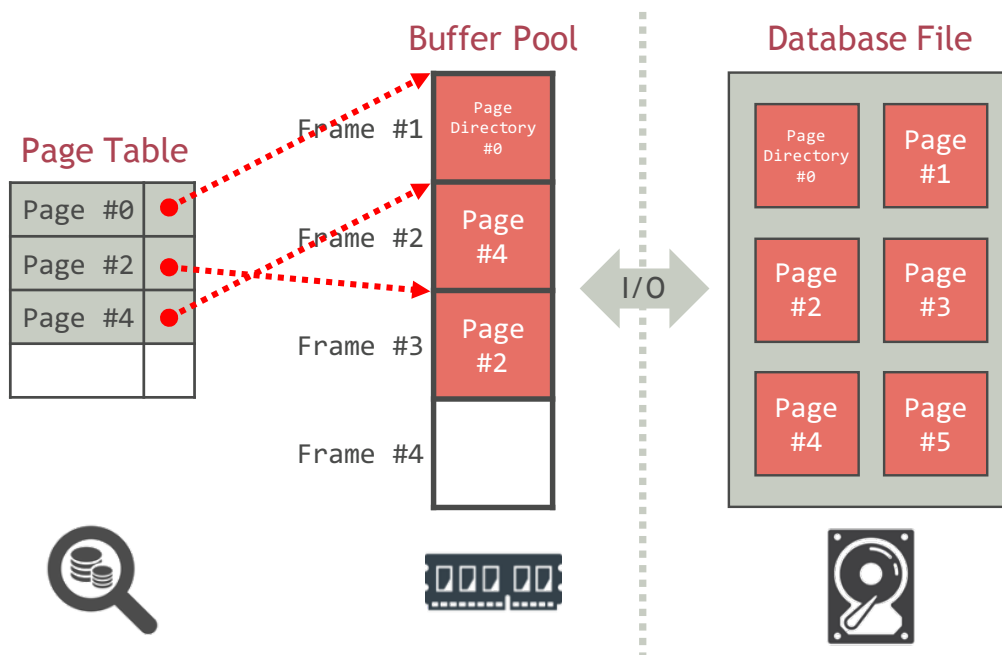 Buffer Pool
Database File
Page Table
Page #0
Page #2
Page #4
Frame #1
Frame #2
Frame #3
Frame #4
Page
Directory
#0
Page
#4
Page
#2
I/O
Page
Directory
#0
Page
#1
Page
#2
Page
#3
Page
#4
Page
#5